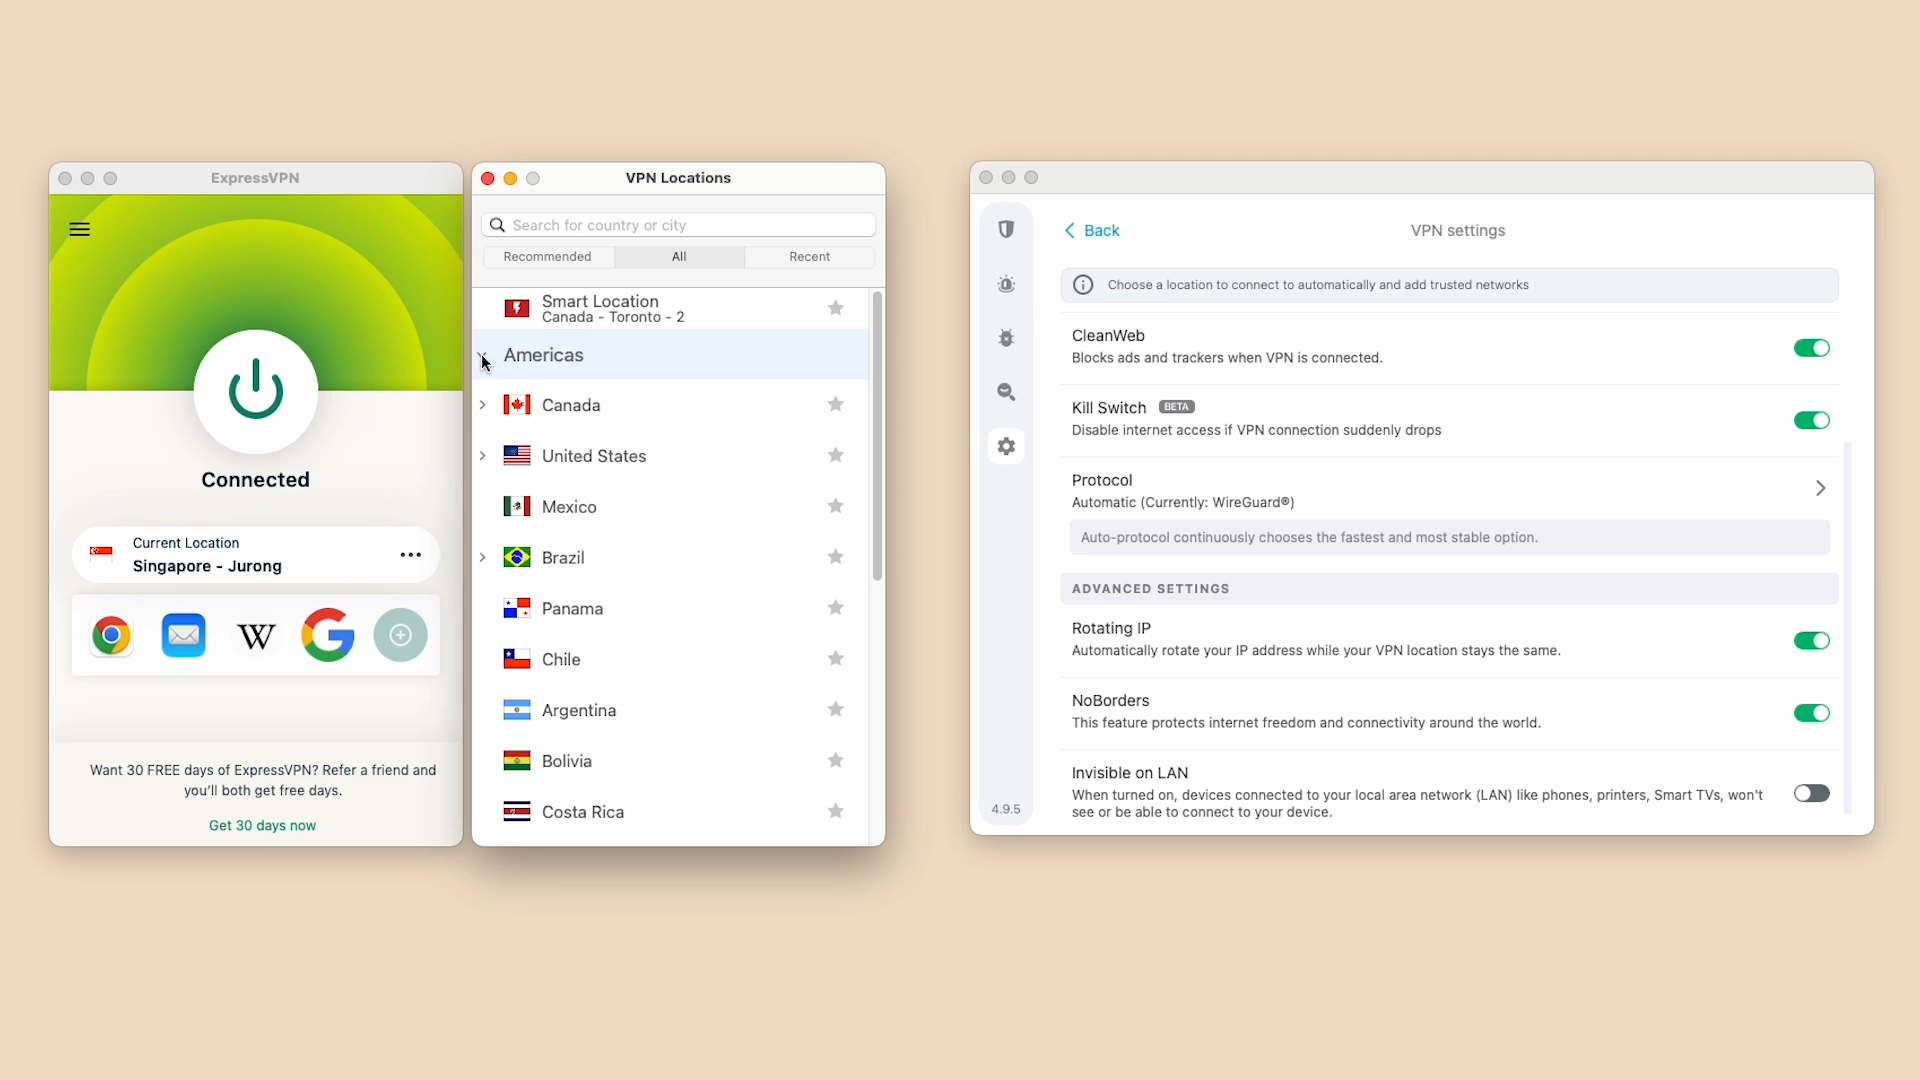 ExpressVPN
Connected
Current Location
Singapore - Jurong
W
Want 30 FREE days of ExpressVPN? Refer a friend and
you'll both get free days.
Get 30 days now
VPN Locations
Search for country or city
Recommended
All
Recent
Smart Location
Canada - Toronto - 2
Americas
Canada
United States
Mexico
Brazil
Panama
Chile
Argentina
Bolivia
Costa Rica
4.9.5
Back
VPN settings
Choose a location to connect to automatically and add trusted networks
CleanWeb
Blocks ads and trackers when VPN is connected.
Kill Switch BETA
Disable internet access if VPN connection suddenly drops
Protocol
Automatic (Currently: WireGuard®)
Auto-protocol continuously chooses the fastest and most stable option.
ADVANCED SETTINGS
Rotating IP
Automatically rotate your IP address while your VPN location stays the same.
NoBorders
This feature protects internet freedom and connectivity around the world.
Invisible on LAN
When turned on, devices connected to your local area network (LAN) like phones, printers, Smart TVs, won't
see or be able to connect to your device.